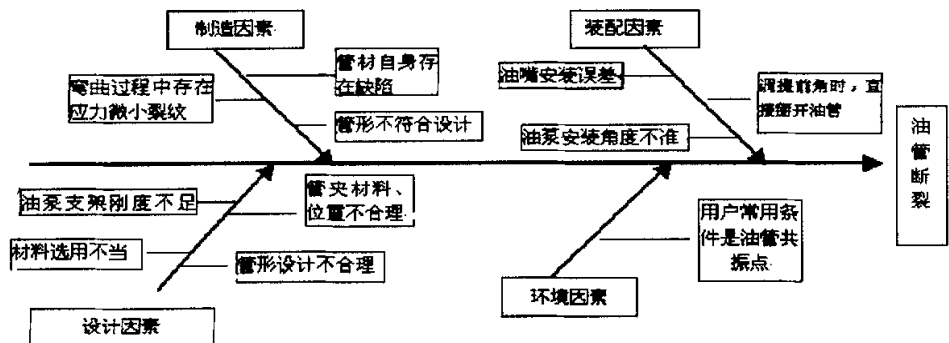 制造因素
装配因素
管材自身存
在缺陷
弯曲过程中存在
应力微小裂纹
管形不符合设计
油嘴安装误差
调提前角时，直
接掰开油管
油泵安装角度不准
油
管
断
裂
油泵支架刚度不足
管夹材料、
位置不合理
材料选用不当
管形设计不合理
用户常用条
件是油管共
振点
环境因素
设计因素